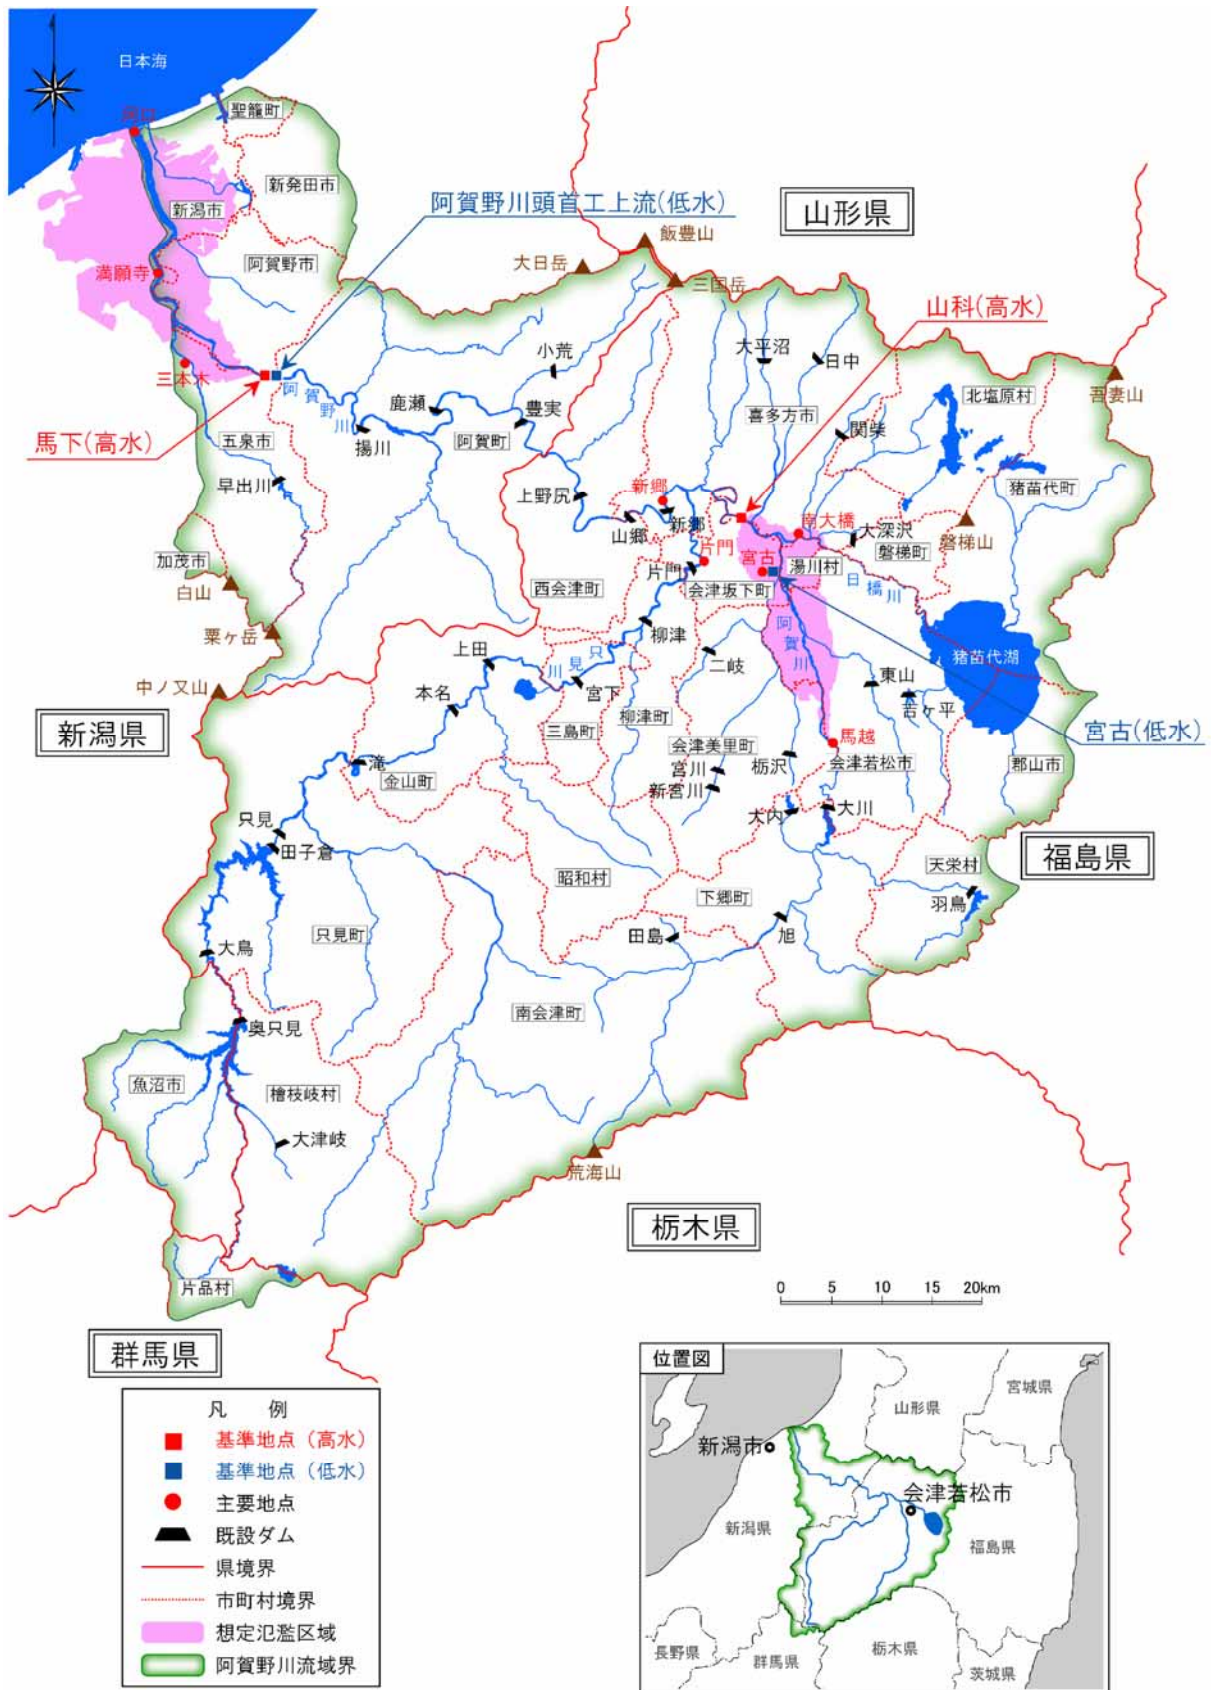 日本海
河口
聖籠町
新発田市
新潟市
阿賀野川頭首工上流(低水)
山形県
飯豊山
大日岳
三国岳
満願寺
阿賀野市
山科(高水)
小荒
大平沼
日中
三本木
阿賀野川
鹿瀬
豊実
喜多方市
北塩原村
吾妻山
馬下(高水)
五泉市
揚川
阿賀町
関柴
早出川
上野尻
新郷
猪苗代町
山郷
新郷
南大橋
大深沢
磐梯山
磐梯町
加茂市
片門
片門
宮古
湯川村
日橋川
白山
西会津町
会津坂下町
粟ヶ岳
柳津
阿賀川
猪苗代湖
上田
只見川
二岐
東山
中ノ又山
本名
宮下
吉ヶ平
新潟県
三島町
柳津町
会津美里町
馬越
宮古(低水)
滝
金山町
宮川
栃沢
会津若松市
郡山市
新宮川
只見
大内
大川
田子倉
福島県
昭和村
天栄村
下郷町
羽鳥
只見町
田島
旭
大鳥
南会津町
奥只見
魚沼市
檜枝岐村
大津岐
荒海山
栃木県
片品村
0 5 10 15 20km
群馬県
位置図
宮城県
山形県
新潟市
会津若松市
新潟県
福島県
長野県
群馬県
栃木県
茨城県
凡 例
基準地点(高水)
基準地点(低水)
主要地点
既設ダム
県境界
市町村境界
想定氾濫区域
阿賀野川流域界